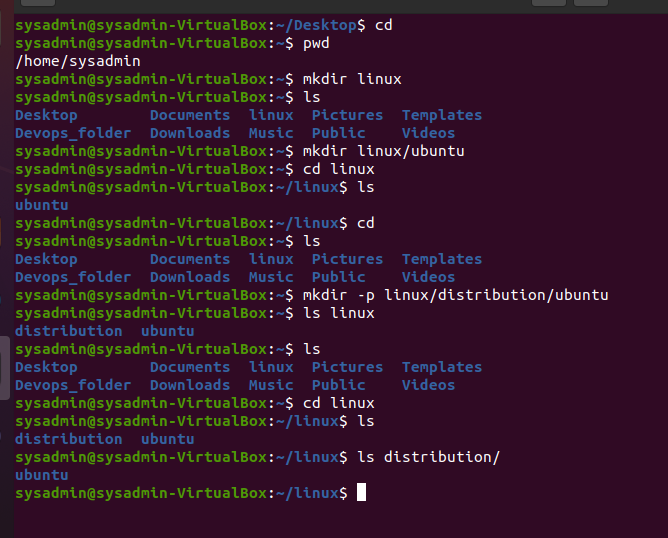 sysadmin@sysadmin-VirtualBox:~/Desktop$ cd
sysadmin@sysadmin-VirtualBox:~$ pwd
/home/sysadmin
sysadmin@sysadmin-VirtualBox:~$ mkdir linux
sysadmin@sysadmin-VirtualBox:~$ ls
Desktop        Documents  linux  Pictures  Templates
Devops_folder  Downloads  Music  Public    Videos
sysadmin@sysadmin-VirtualBox:~$ mkdir linux/ubuntu
sysadmin@sysadmin-VirtualBox:~$ cd linux
sysadmin@sysadmin-VirtualBox:~/linux$ ls
ubuntu
sysadmin@sysadmin-VirtualBox:~/linux$ cd
sysadmin@sysadmin-VirtualBox:~$ ls
Desktop        Documents  linux  Pictures  Templates
Devops_folder  Downloads  Music  Public    Videos
sysadmin@sysadmin-VirtualBox:~$ mkdir -p linux/distribution/ubuntu
sysadmin@sysadmin-VirtualBox:~$ ls linux
distribution  ubuntu
sysadmin@sysadmin-VirtualBox:~$ ls
Desktop        Documents  linux  Pictures  Templates
Devops_folder  Downloads  Music  Public    Videos
sysadmin@sysadmin-VirtualBox:~$ cd linux
sysadmin@sysadmin-VirtualBox:~/linux$ ls
distribution  ubuntu
sysadmin@sysadmin-VirtualBox:~/linux$ ls distribution/
ubuntu
sysadmin@sysadmin-VirtualBox:~/linux$